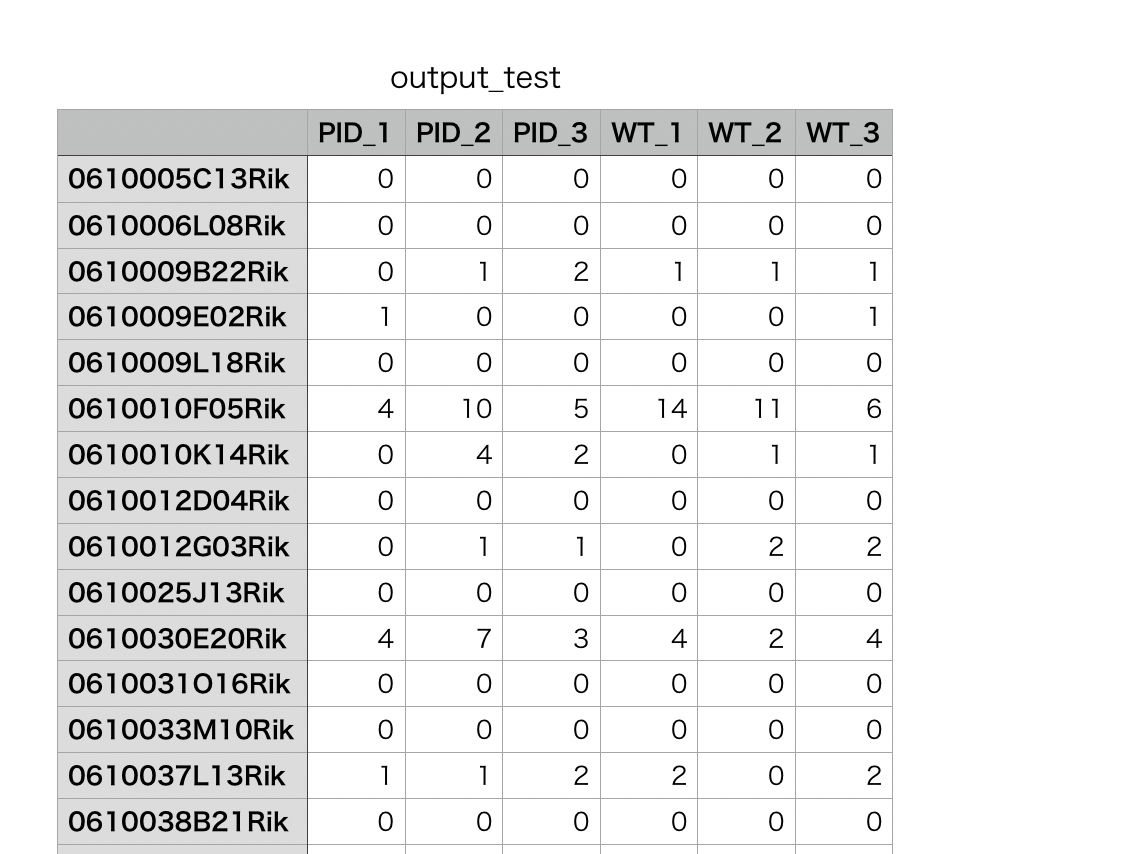 output_test
PID_1 PID_2 PID_3 WT_1 WT_2 WT_3
0610005C13Rik 0 0 0 0 0 0
0610006L08Rik 0 0 0 0 0 0
0610009B22Rik 0 1 2 1 1 1
0610009E02Rik 1 0 0 0 0 1
0610009L18Rik 0 0 0 0 0 0
0610010F05Rik 4 10 5 14 11 6
0610010K14Rik 0 4 2 0 1 1
0610012D04Rik 0 0 0 0 0 0
0610012G03Rik 0 1 1 0 2 2
0610025J13Rik 0 0 0 0 0 0
0610030E20Rik 4 7 3 4 2 4
0610031O16Rik 0 0 0 0 0 0
0610033M10Rik 0 0 0 0 0 0
0610037L13Rik 1 1 2 2 0 2
0610038B21Rik 0 0 0 0 0 0